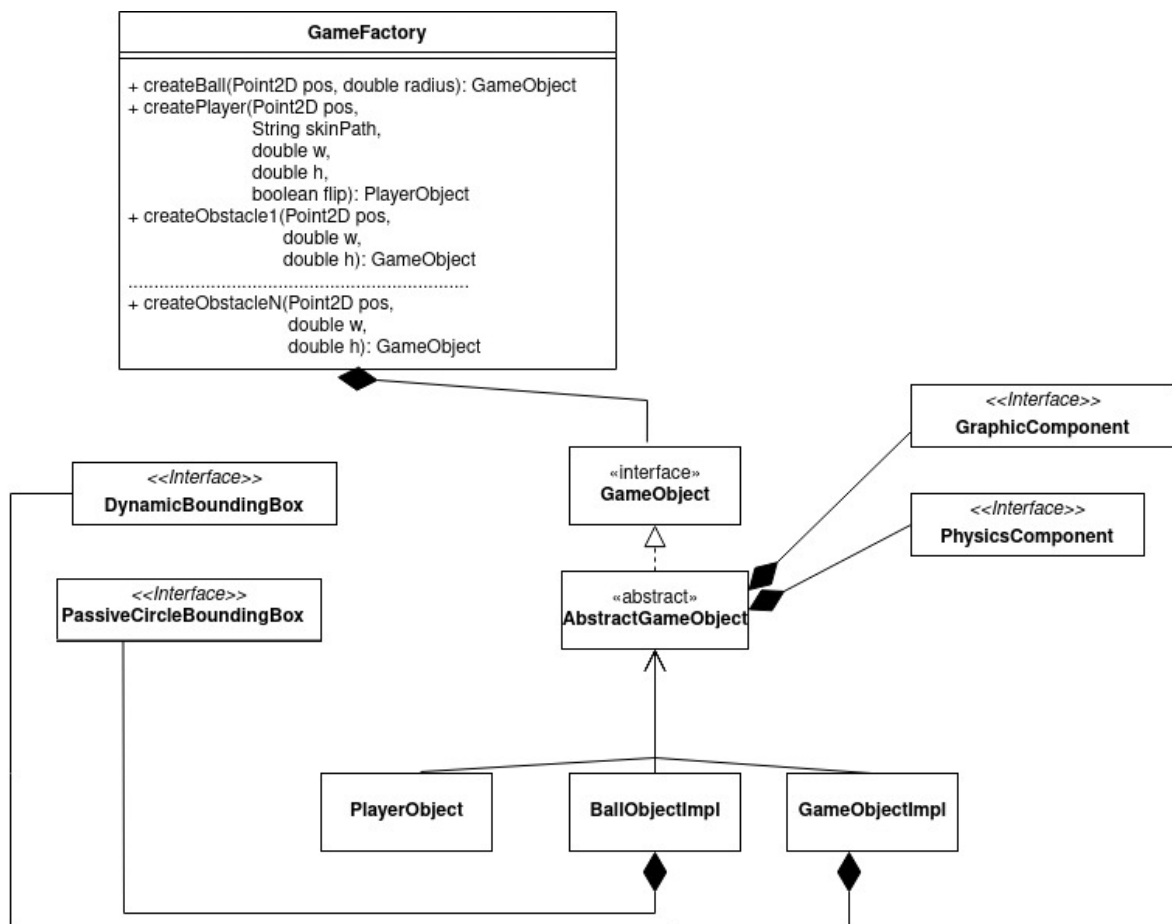 GameFactory
+ createBall(Point2D pos, double radius): GameObject
+ createPlayer(Point2D pos,
String skinPath,
double w,
double h,
boolean flip): PlayerObject
+ createObstacle1(Point2D pos,
double w,
double h): GameObject
.................................................................
+ createObstacleN(Point2D pos,
double w,
double h): GameObject
<<Interface>>
GraphicComponent
«interface»
GameObject
<<Interface>>
DynamicBoundingBox
<<Interface>>
PhysicsComponent
<<Interface>>
PassiveCircleBoundingBox
«abstract»
AbstractGameObject
PlayerObject
BallObjectImpl
GameObjectImpl